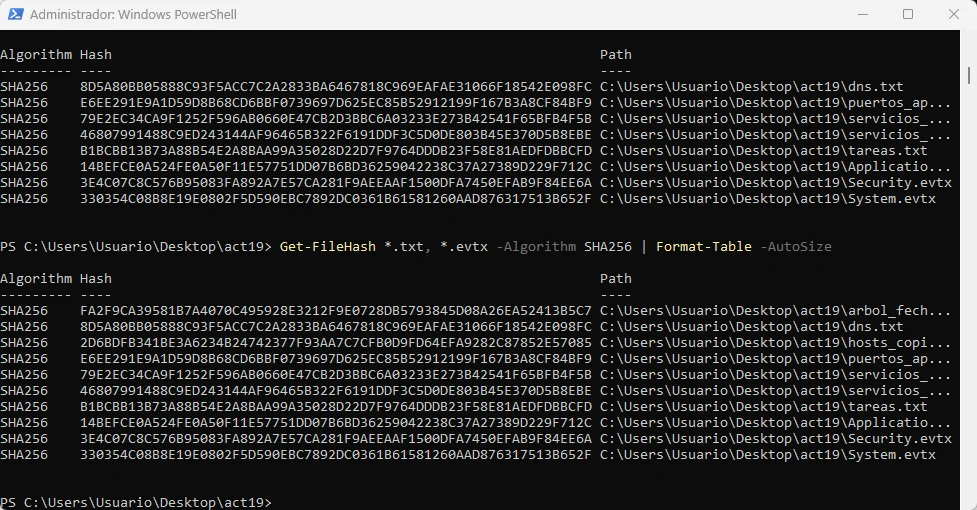 Administrador: Windows PowerShell
Algorithm Hash Path
--------- ---- ----
SHA256 8D5A80BB05888C93F5ACC7C2A2833BA6467818C969EAFAE31066F18542E098FC C:\Users\Usuario\Desktop\act19\dns.txt
SHA256 E6EE291E9A1D59D8B68CD6BBF0739697D625EC85B52912199F167B3A8CF84BF9 C:\Users\Usuario\Desktop\act19\puertos_ap...
SHA256 79E2EC34CA9F1252F596AB0660E47CB2D3BBC6A03233E273B42541F65BFB4F5B C:\Users\Usuario\Desktop\act19\servicios_...
SHA256 46807991488C9ED243144AF96465B322F6191DDF3C5D0DE803B45E370D5B8EBE C:\Users\Usuario\Desktop\act19\servicios_...
SHA256 B1BCBB13B73A88B54E2A8BAA99A35028D22D7F9764DDDB23F58E81AEDFDBBCFD C:\Users\Usuario\Desktop\act19\tareas.txt
SHA256 14BEFCE0A524FE0A50F11E57751DD07B6BD36259042238C37A27389D229F712C C:\Users\Usuario\Desktop\act19\Applicatio...
SHA256 3E4C07C8C576B95083FA892A7E57CA281F9AEEAAF1500DFA7450EFAB9F84EE6A C:\Users\Usuario\Desktop\act19\Security.evtx
SHA256 330354C08B8E19E0802F5D590EBC7892DC0361B61581260AAD876317513B652F C:\Users\Usuario\Desktop\act19\System.evtx
PS C:\Users\Usuario\Desktop\act19> Get-FileHash *.txt, *.evtx -Algorithm SHA256 | Format-Table -AutoSize
Algorithm Hash Path
--------- ---- ----
SHA256 FA2F9CA39581B7A4070C495928E3212F9E0728DB5793845D08A26EA52413B5C7 C:\Users\Usuario\Desktop\act19\arbol_fech...
SHA256 8D5A80BB05888C93F5ACC7C2A2833BA6467818C969EAFAE31066F18542E098FC C:\Users\Usuario\Desktop\act19\dns.txt
SHA256 2D6BDFB341BE3A6234B24742377F93AA7C7CFB0D9FD64EFA9282C87852E57085 C:\Users\Usuario\Desktop\act19\hosts_copi...
SHA256 E6EE291E9A1D59D8B68CD6BBF0739697D625EC85B52912199F167B3A8CF84BF9 C:\Users\Usuario\Desktop\act19\puertos_ap...
SHA256 79E2EC34CA9F1252F596AB0660E47CB2D3BBC6A03233E273B42541F65BFB4F5B C:\Users\Usuario\Desktop\act19\servicios_...
SHA256 46807991488C9ED243144AF96465B322F6191DDF3C5D0DE803B45E370D5B8EBE C:\Users\Usuario\Desktop\act19\servicios_...
SHA256 B1BCBB13B73A88B54E2A8BAA99A35028D22D7F9764DDDB23F58E81AEDFDBBCFD C:\Users\Usuario\Desktop\act19\tareas.txt
SHA256 14BEFCE0A524FE0A50F11E57751DD07B6BD36259042238C37A27389D229F712C C:\Users\Usuario\Desktop\act19\Applicatio...
SHA256 3E4C07C8C576B95083FA892A7E57CA281F9AEEAAF1500DFA7450EFAB9F84EE6A C:\Users\Usuario\Desktop\act19\Security.evtx
SHA256 330354C08B8E19E0802F5D590EBC7892DC0361B61581260AAD876317513B652F C:\Users\Usuario\Desktop\act19\System.evtx
PS C:\Users\Usuario\Desktop\act19>